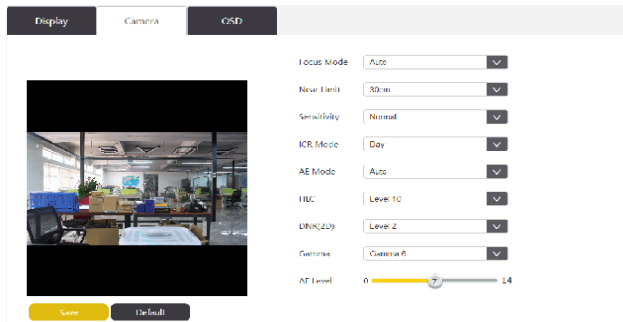 Display Camera OSD
Focus Mode Auto
Near Limit 30cm
Sensitivity Normal
ICR Mode Day
AE Mode Auto
HLC Level 10
DNR(2D) Level 2
Gamma Gamma 6
AE Level 0 7 14
Save Default